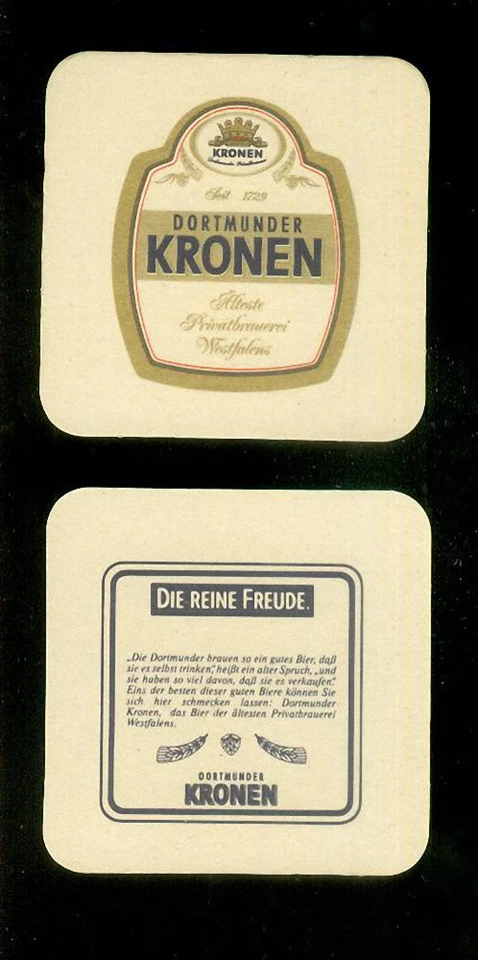 KRONEN
Seit 1729
DORTMUNDER
KRONEN
Älteste
Privatbrauerei
Westfalens
DIE REINE FREUDE.
„Die Dortmunder brauen so ein gutes Bier, daß
sie es selbst trinken“, heißt ein alter Spruch, „und
sie haben so viel davon, daß sie es verkaufen.“
Eins der besten dieser guten Biere können Sie
sich hier schmecken lassen: Dortmunder
Kronen, das Bier der ältesten Privatbrauerei
Westfalens.
DORTMUNDER
KRONEN